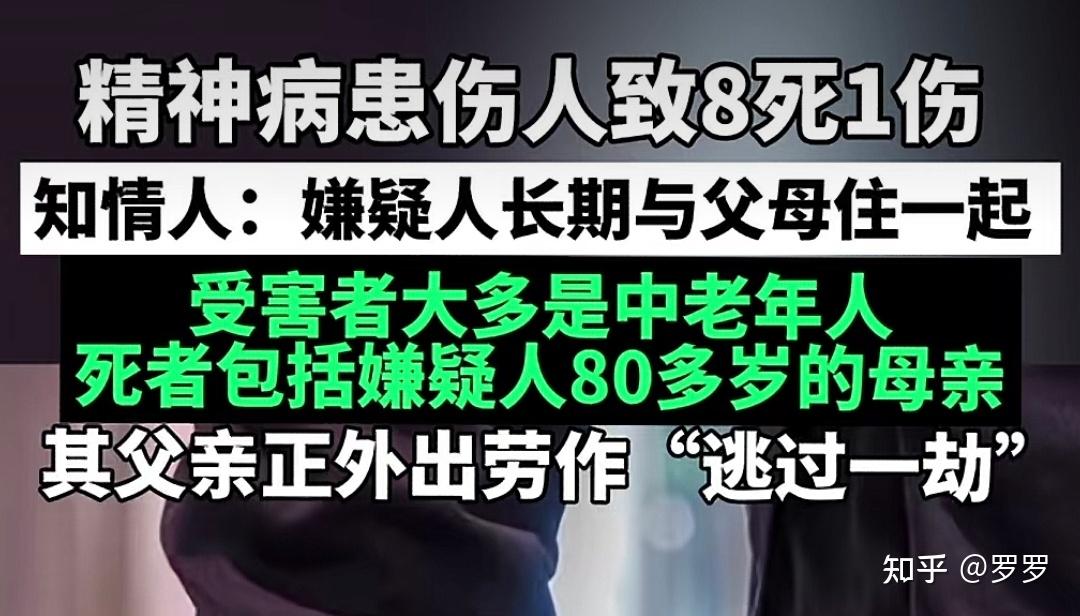 精神病患伤人致8死1伤
知情人：嫌疑人长期与父母住一起
受害者大多是中老年人
死者包括嫌疑人80多岁的母亲
其父亲正外出劳作“逃过一劫”
知乎 @罗罗